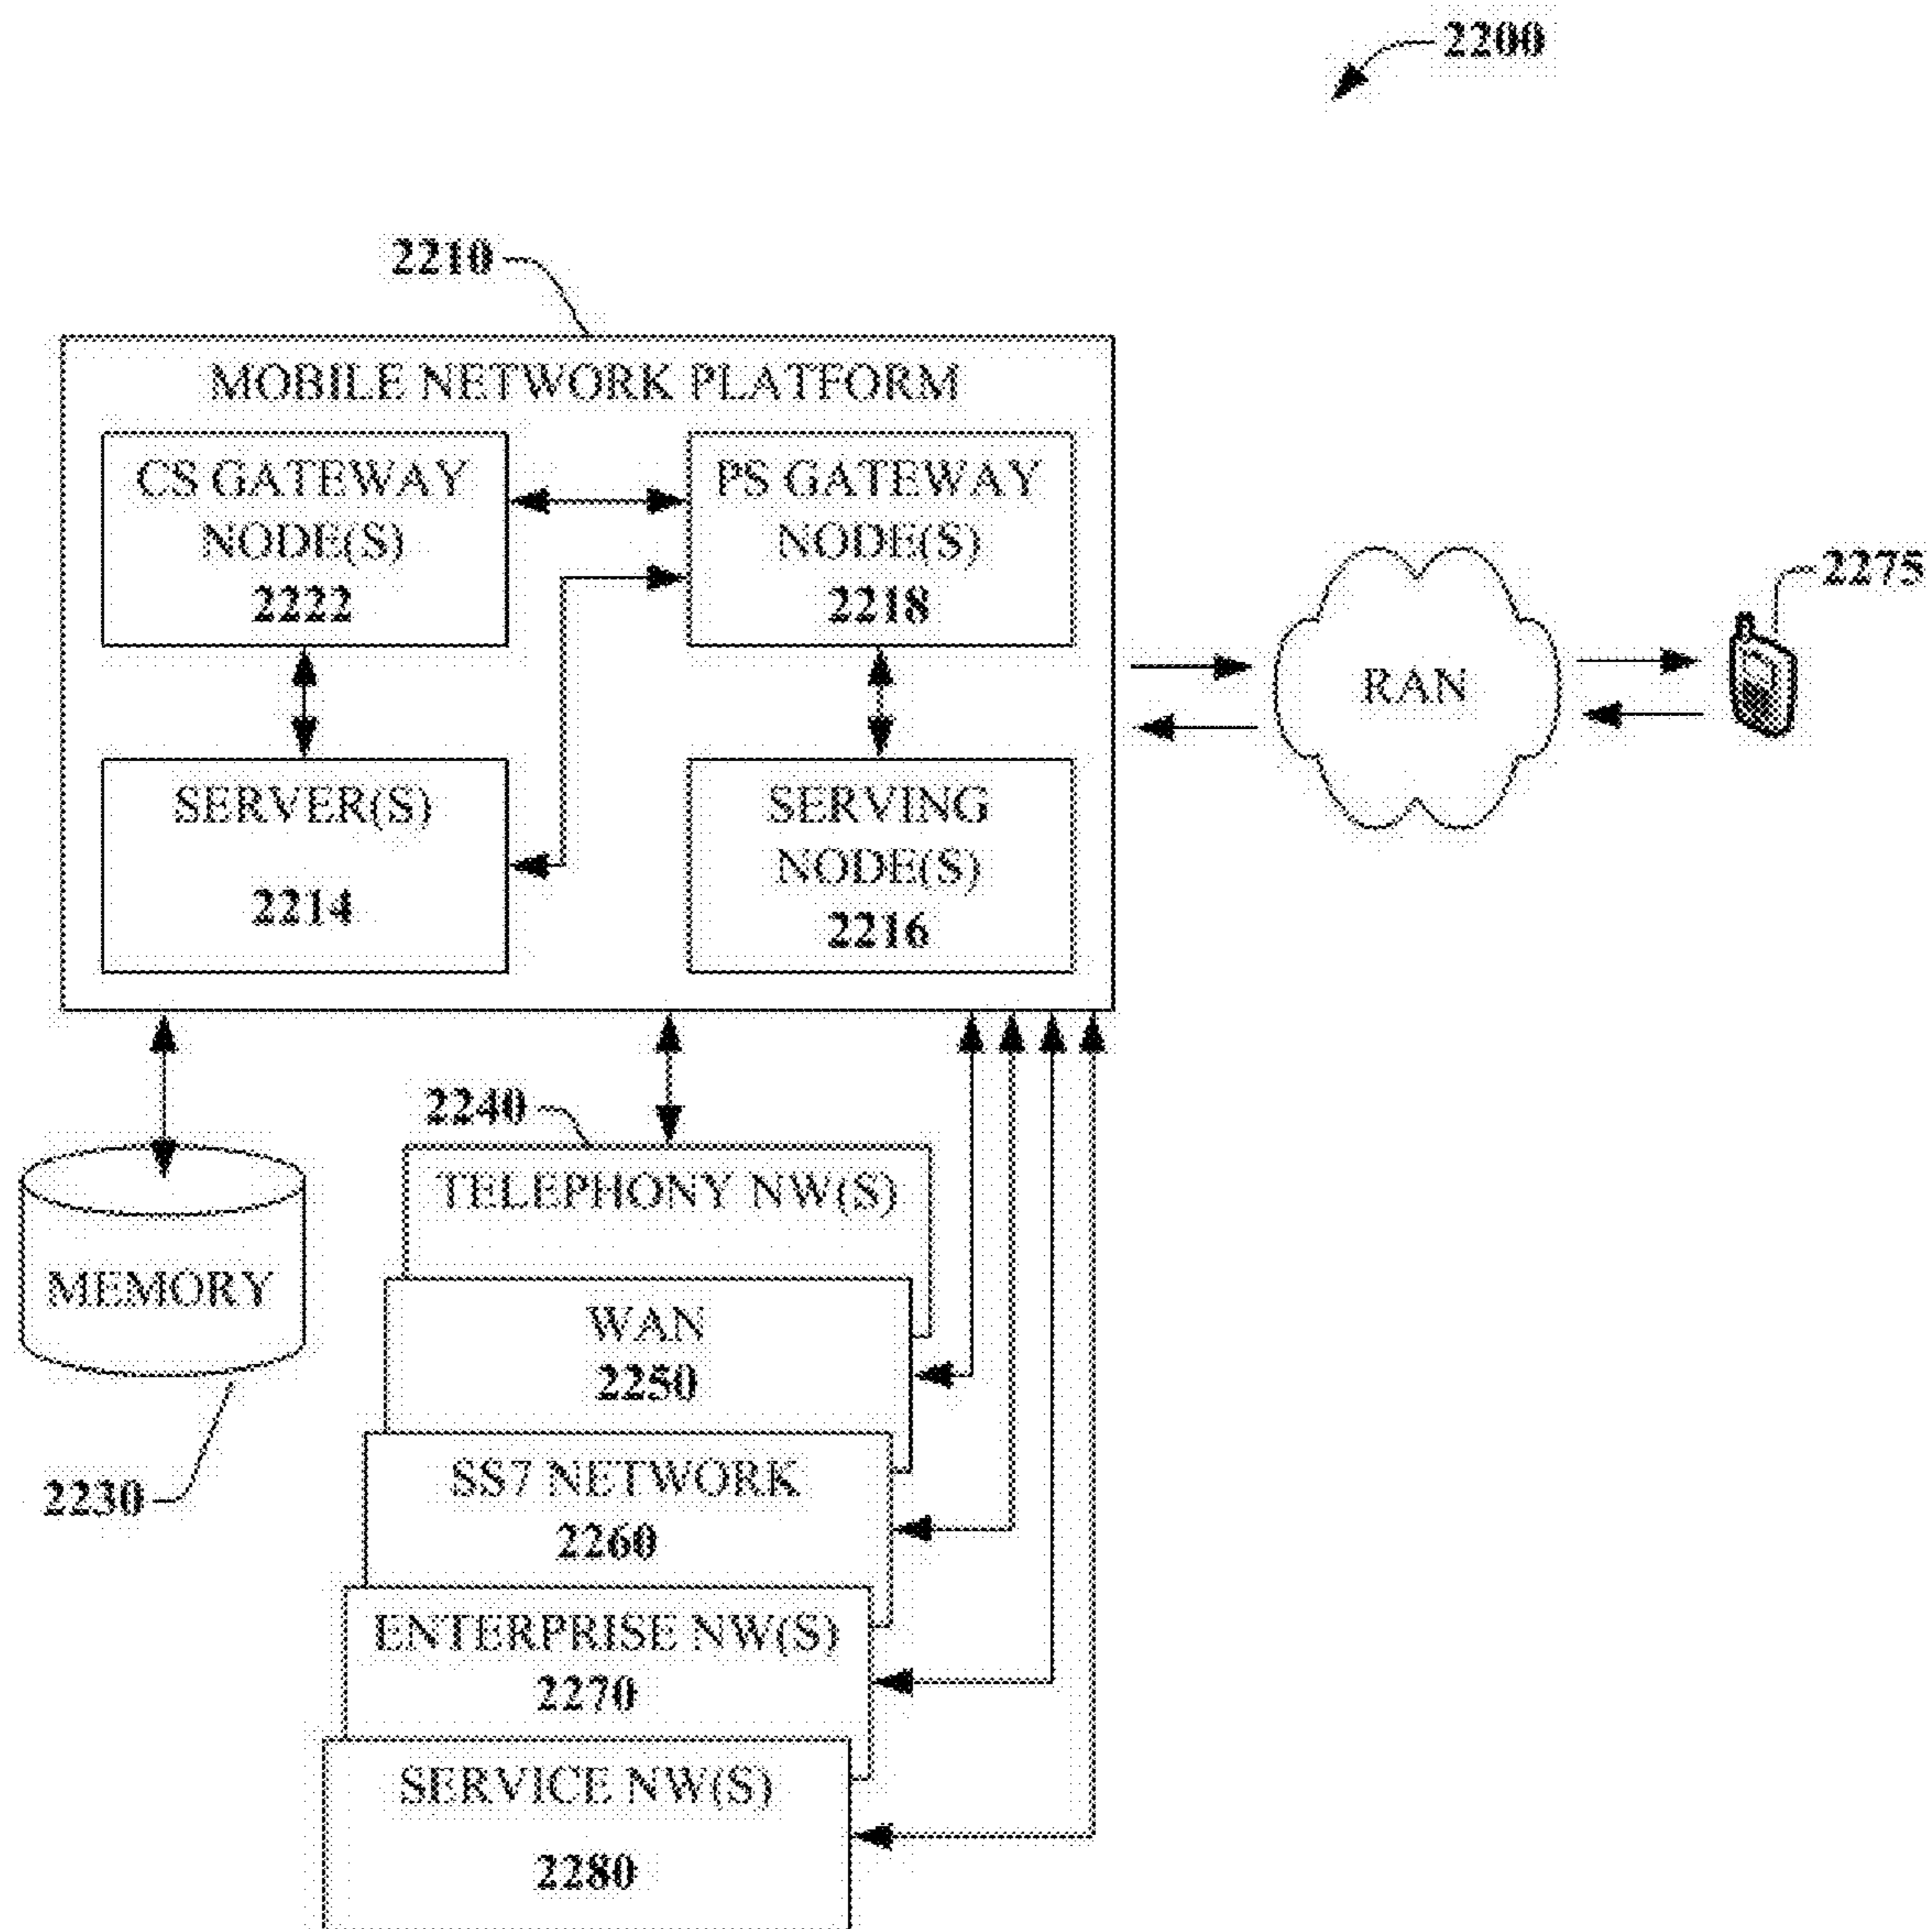 2200
2210
MOBILE NETWORK PLATFORM
CS GATEWAY
NODE(S)
2222
PS GATEWAY
NODE(S)
2218
2275
RAN
SERVER(S)
2214
SERVING
NODE(S)
2216
2240
TELEPHONY NW(S)
MEMORY
WAN
2250
2230
SS7 NETWORK
2260
ENTERPRISE NW(S)
2270
SERVICE NW(S)
2280